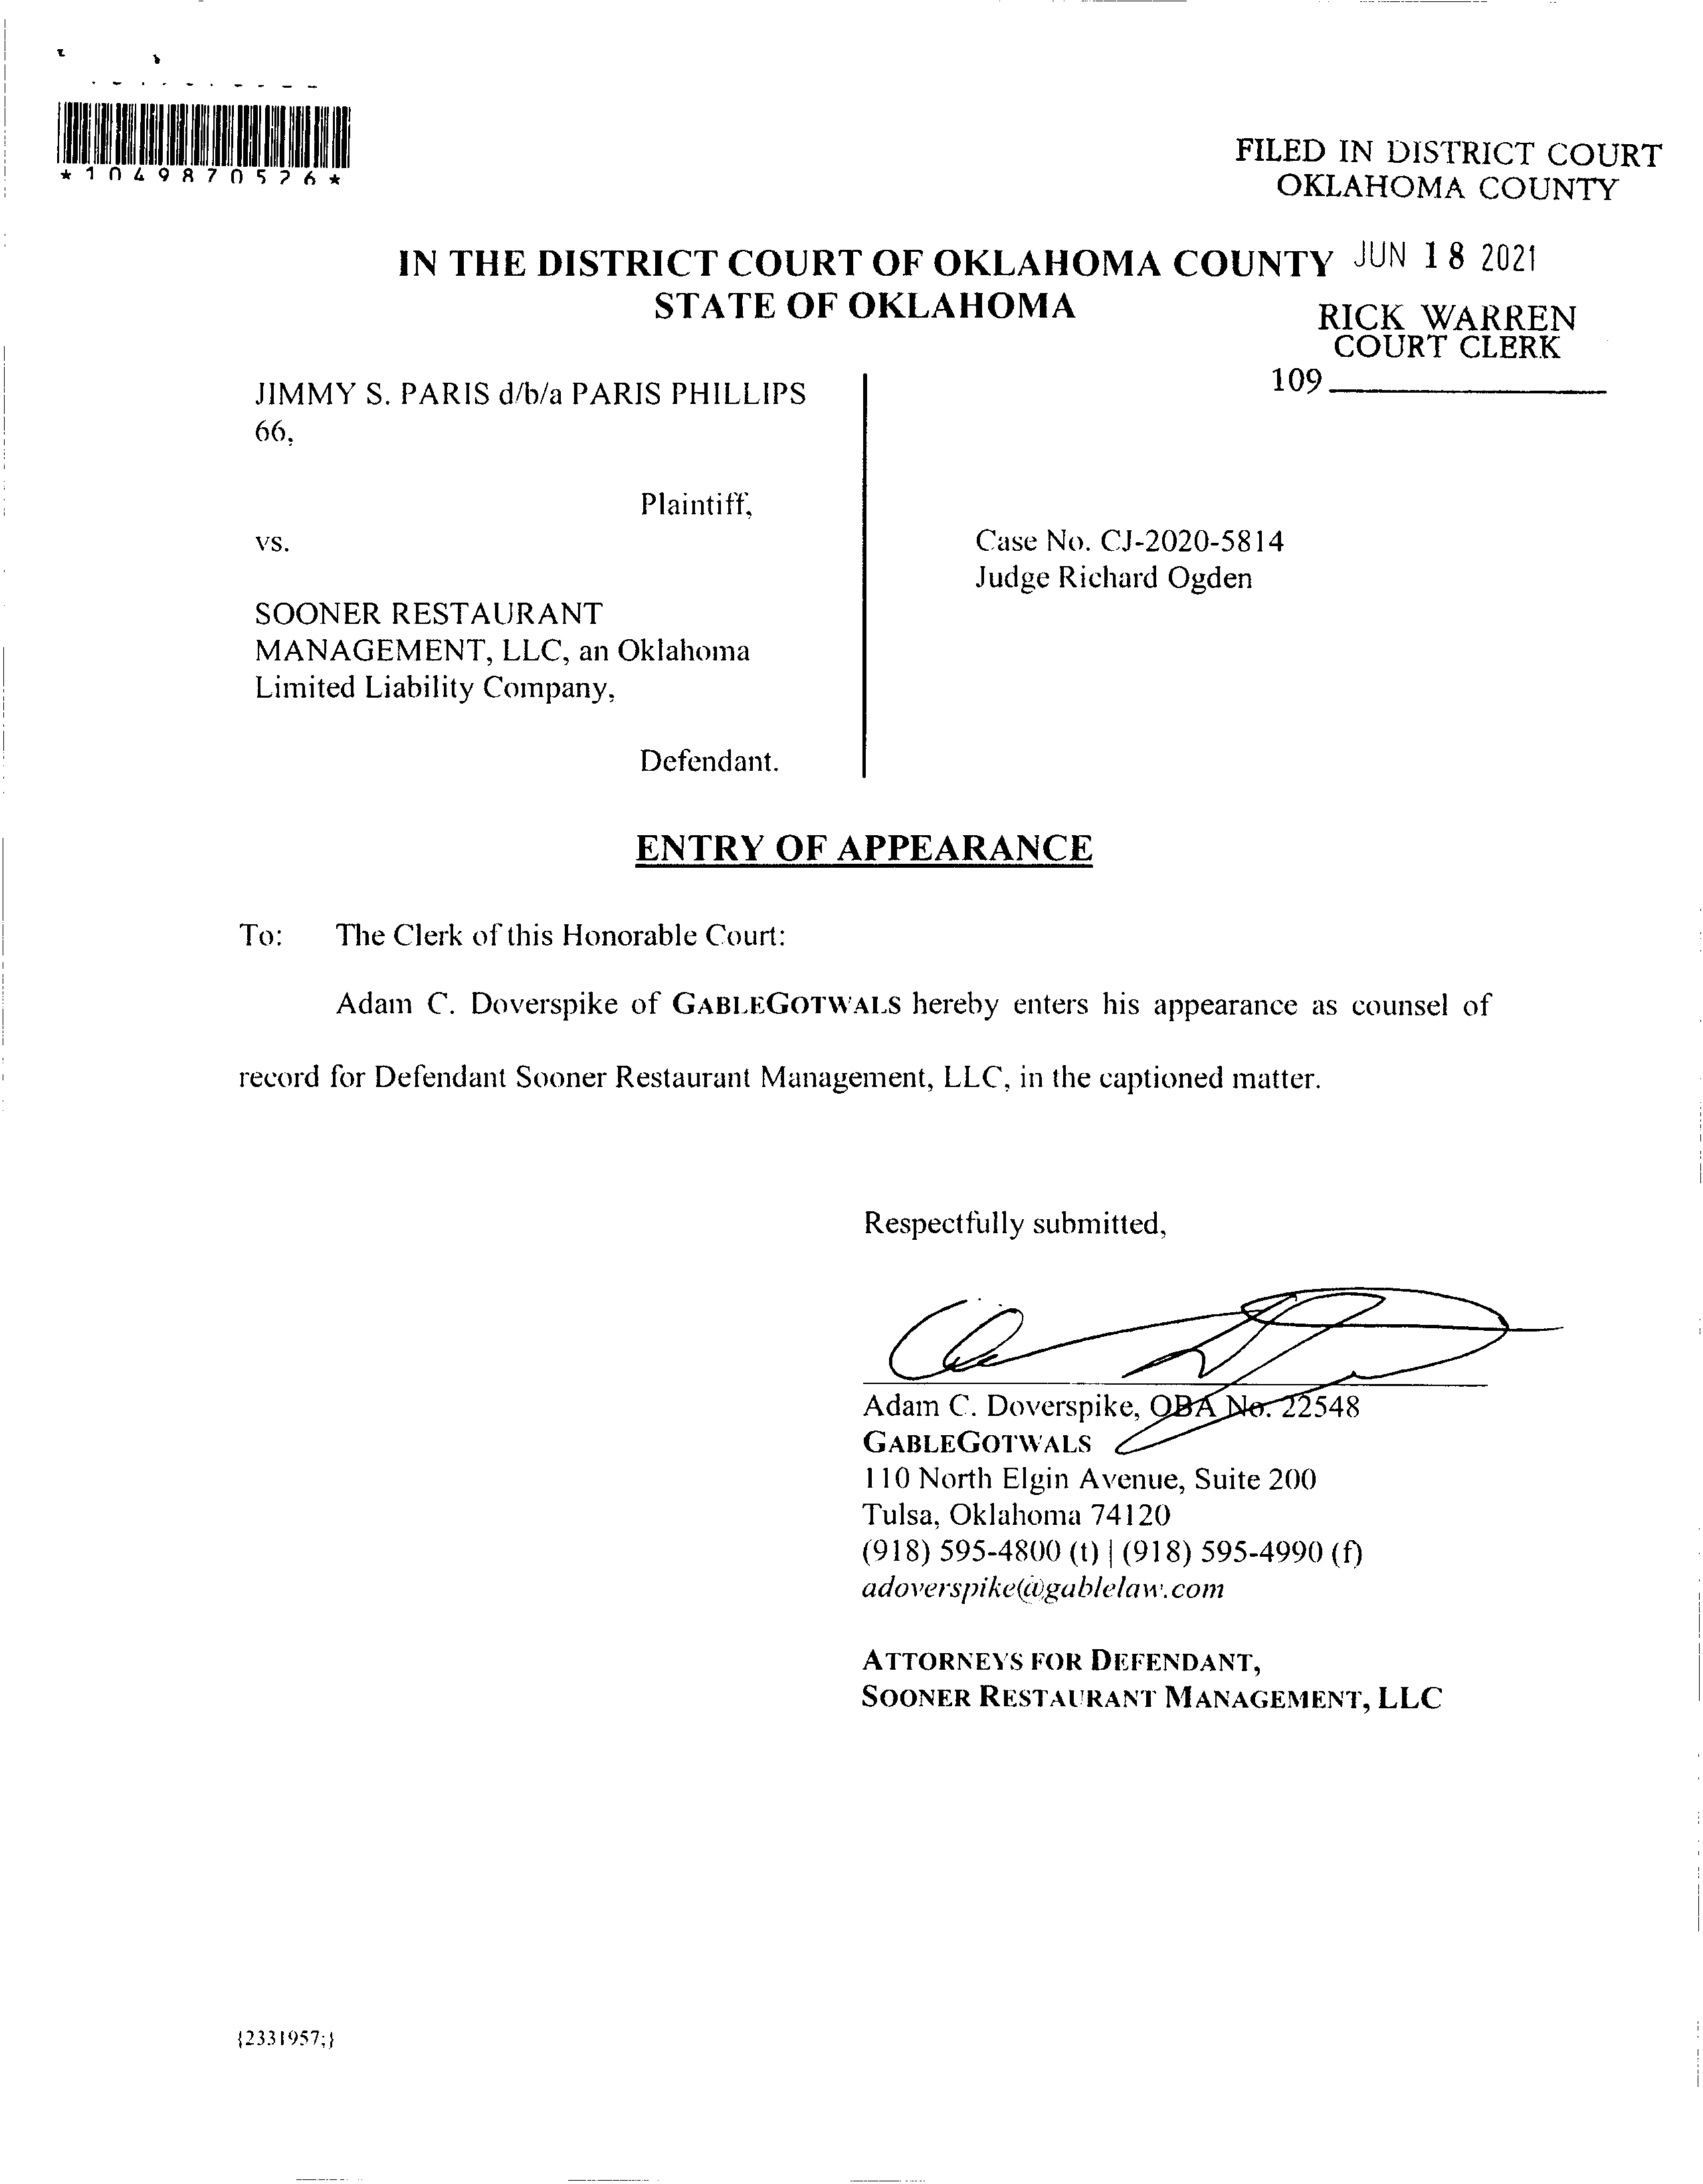 *1049870526*
FILED IN DISTRICT COURT
OKLAHOMA COUNTY
IN THE DISTRICT COURT OF OKLAHOMA COUNTY JUN 18 2021
STATE OF OKLAHOMA
RICK WARREN
COURT CLERK
109
JIMMY S. PARIS d/b/a PARIS PHILLIPS
66,
Plaintiff,
vs.
Case No. CJ-2020-5814
Judge Richard Ogden
SOONER RESTAURANT
MANAGEMENT, LLC, an Oklahoma
Limited Liability Company,
Defendant.
ENTRY OF APPEARANCE
To: The Clerk of this Honorable Court:
Adam C. Doverspike of GABLEGOTWALS hereby enters his appearance as counsel of
record for Defendant Sooner Restaurant Management, LLC, in the captioned matter.
Respectfully submitted,
Adam C. Doverspike, OBA No. 22548
GABLEGOTWALS
110 North Elgin Avenue, Suite 200
Tulsa, Oklahoma 74120
(918) 595-4800 (t) | (918) 595-4990 (f)
adoverspike@gablelaw.com
ATTORNEYS FOR DEFENDANT,
SOONER RESTAURANT MANAGEMENT, LLC
{2331957;}